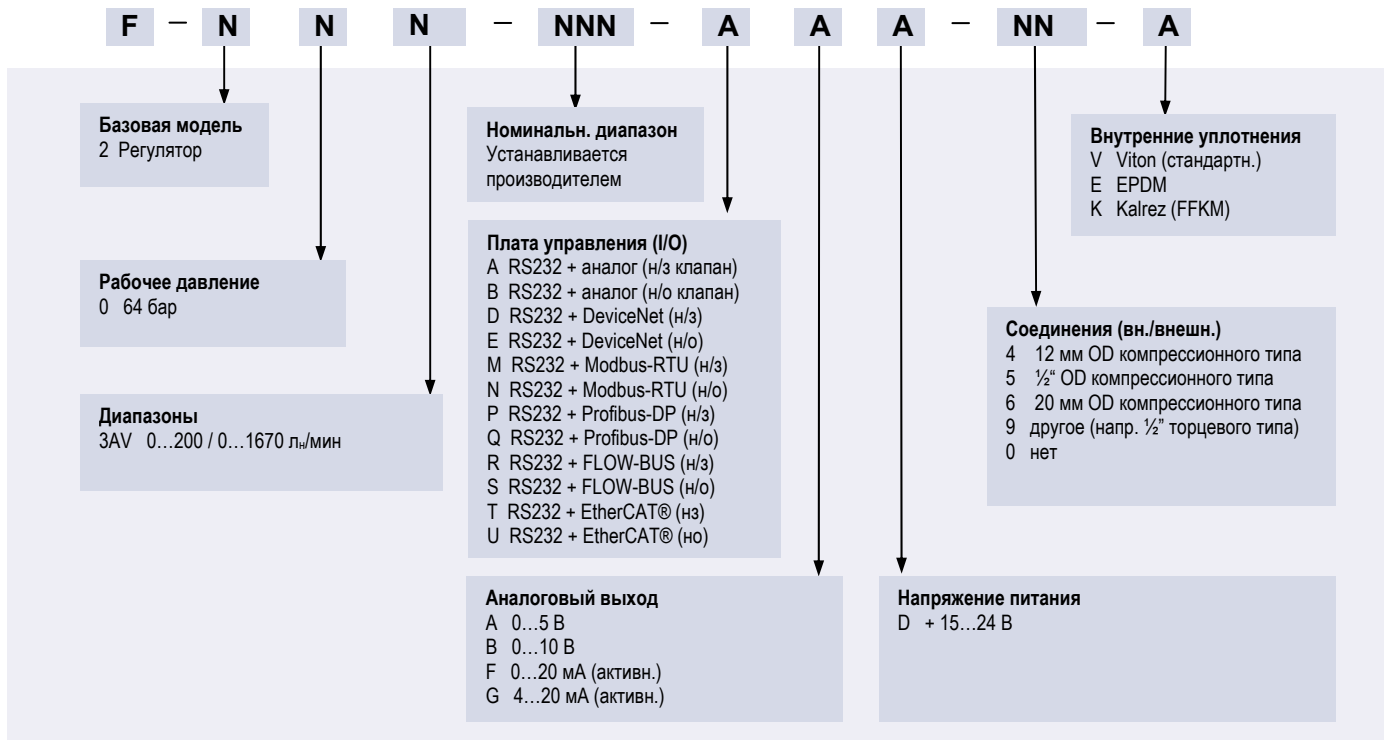 F – N N N – NNN – A A A – NN – A
Базовая модель
2 Регулятор
Рабочее давление
0 64 бар
Диапазоны
3AV 0…200 / 0…1670 лн/мин
Номинальн. диапазон
Устанавливается
производителем
Плата управления (I/O)
A RS232 + аналог (н/з клапан)
B RS232 + аналог (н/о клапан)
D RS232 + DeviceNet (н/з)
E RS232 + DeviceNet (н/о)
M RS232 + Modbus-RTU (н/з)
N RS232 + Modbus-RTU (н/о)
P RS232 + Profibus-DP (н/з)
Q RS232 + Profibus-DP (н/о)
R RS232 + FLOW-BUS (н/з)
S RS232 + FLOW-BUS (н/о)
T RS232 + EtherCAT® (нз)
U RS232 + EtherCAT® (но)
Аналоговый выход
A 0…5 В
B 0…10 В
F 0…20 мА (активн.)
G 4…20 мА (активн.)
Напряжение питания
D + 15…24 В
Соединения (вн./внешн.)
4 12 мм OD компрессионного типа
5 ½“ OD компрессионного типа
6 20 мм OD компрессионного типа
9 другое (напр. ½” торцевого типа)
0 нет
Внутренние уплотнения
V Viton (стандартн.)
E EPDM
K Kalrez (FFKM)